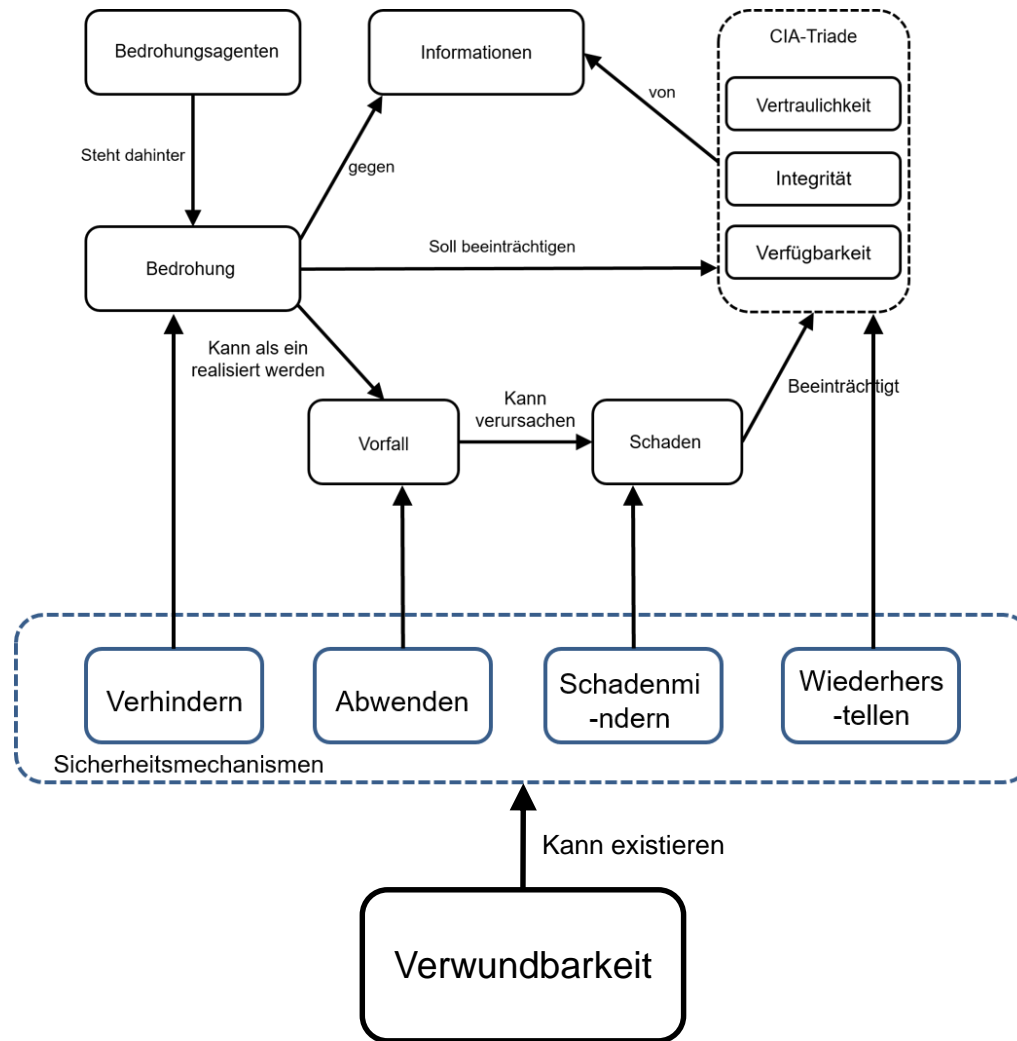 Bedrohungsagenten
Informationen
CIA-Triade
Vertraulichkeit
von
Steht dahinter
gegen
Integrität
Soll beeinträchtigen
Bedrohung
Verfügbarkeit
Kann als ein
realisiert werden
Kann
verursachen
Beeinträchtigt
Vorfall
Schaden
Verhindern
Abwenden
Schadenmi
-ndern
Wiederhers
-tellen
Sicherheitsmechanismen
Kann existieren
Verwundbarkeit